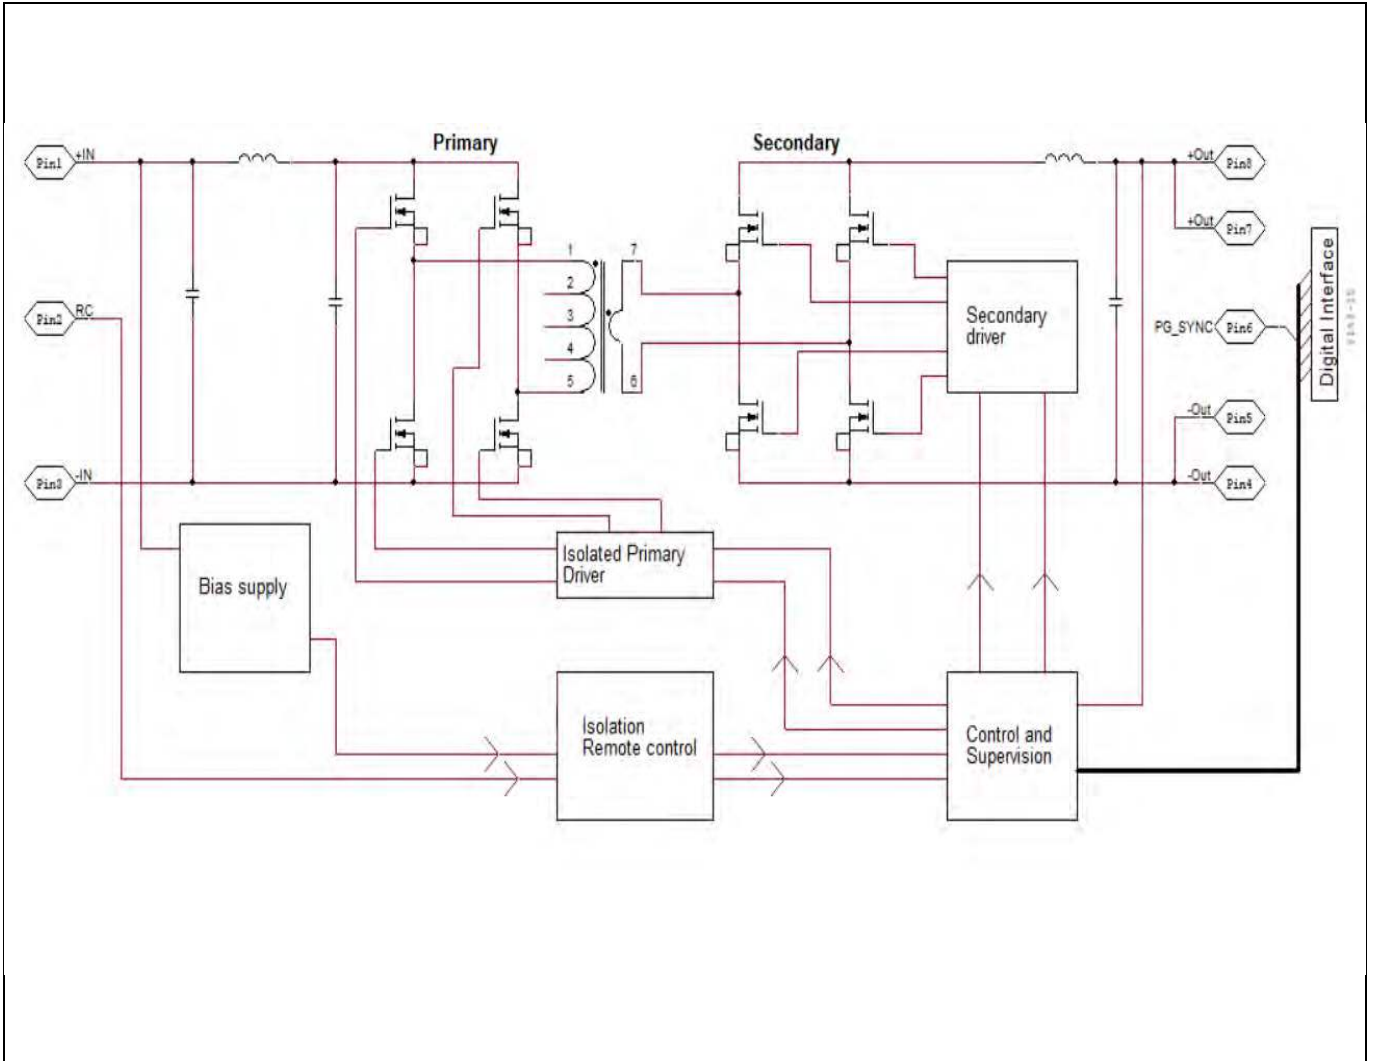 Primary
Secondary
Pin1
+IN
+Out
Pin8
+Out
Pin7
1
7
2
3
4
5
6
Pin2
RC
Secondary
driver
PG_SYNC
Pin6
Digital Interface
-Out
Pin5
Pin3
-IN
-Out
Pin4
Bias supply
Isolated Primary
Driver
Isolation
Remote control
Control and
Supervision